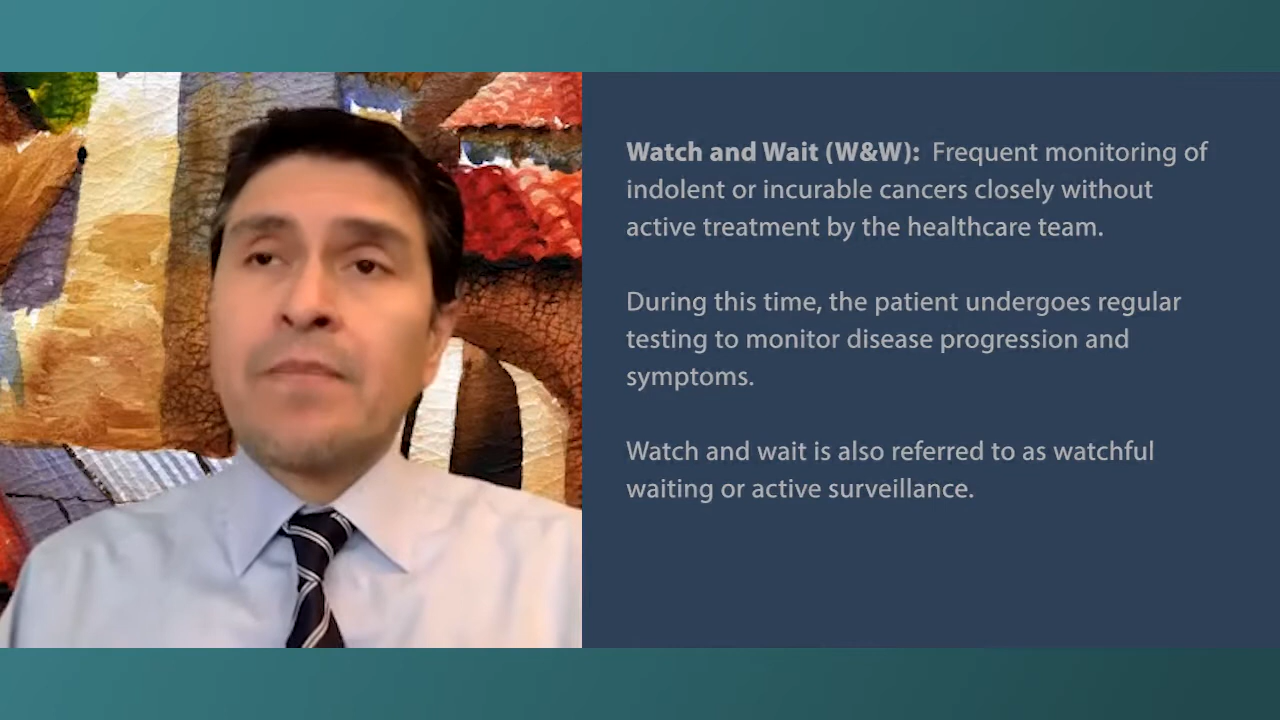 Watch and Wait (W&W): Frequent monitoring of
indolent or incurable cancers closely without
active treatment by the healthcare team.
During this time, the patient undergoes regular
testing to monitor disease progression and
symptoms.
Watch and wait is also referred to as watchful
waiting or active surveillance.